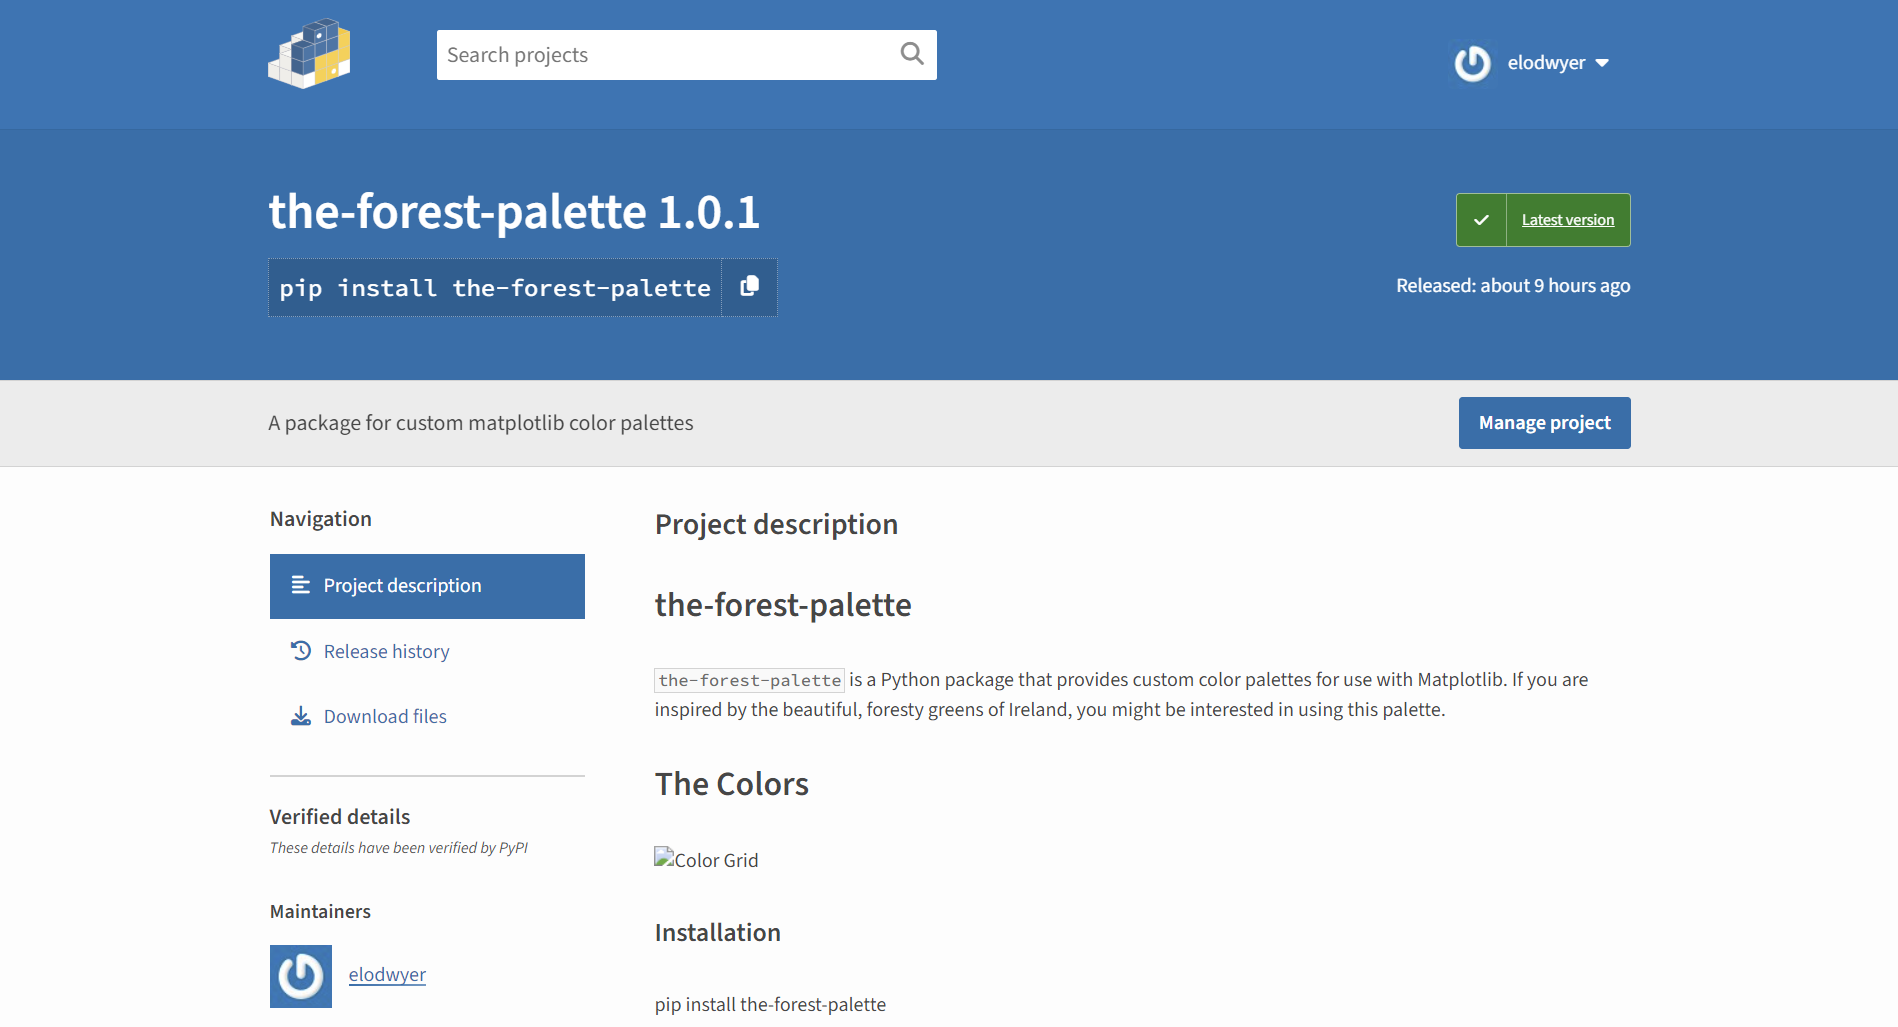 Search projects
elodwyer
the-forest-palette 1.0.1
pip install the-forest-palette
Latest version
Released: about 9 hours ago
A package for custom matplotlib color palettes
Manage project
Navigation
Project description
Release history
Download files
Verified details
These details have been verified by PyPI
Maintainers
elodwyer
Project description
the-forest-palette
the-forest-palette is a Python package that provides custom color palettes for use with Matplotlib. If you are
inspired by the beautiful, foresty greens of Ireland, you might be interested in using this palette.
The Colors
Color Grid
Installation
pip install the-forest-palette